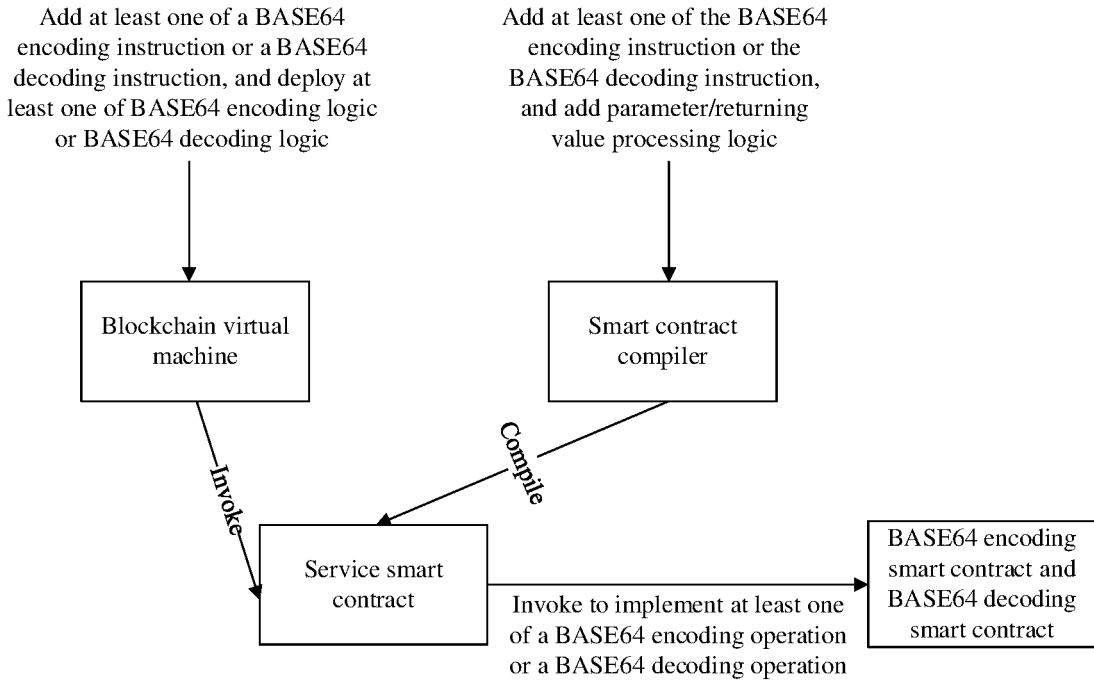 Add at least one of a BASE64
encoding instruction or a BASE64
decoding instruction, and deploy at
least one of BASE64 encoding logic
or BASE64 decoding logic
Add at least one of the BASE64
encoding instruction or the
BASE64 decoding instruction,
and add parameter/returning
value processing logic
Blockchain virtual
machine
Smart contract
compiler
Invoke
Compile
Service smart
contract
Invoke to implement at least one
of a BASE64 encoding operation
or a BASE64 decoding operation
BASE64 encoding
smart contract and
BASE64 decoding
smart contract